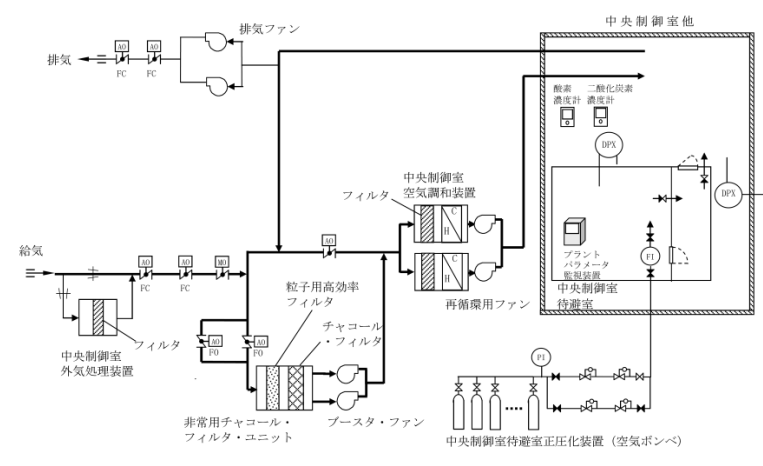 中央制御室他
排気ファン
排気
AO
AO
FC
FC
酸素
濃度計
二酸化炭素
濃度計
DPX
DPX
中央制御室
空気調和装置
フィルタ
C
H
C
H
再循環用ファン
プラント
パラメータ
監視装置
FI
中央制御室
待避室
給気
AO
AO
MO
AO
FC
FC
フィルタ
中央制御室
外気処理装置
粒子用高効率
フィルタ
チャコール
・フィルタ
AO
FO
AO
FO
非常用チャコール・
フィルタ・ユニット
ブースタ・ファン
PI
中央制御室待避室正圧化装置（空気ボンベ）